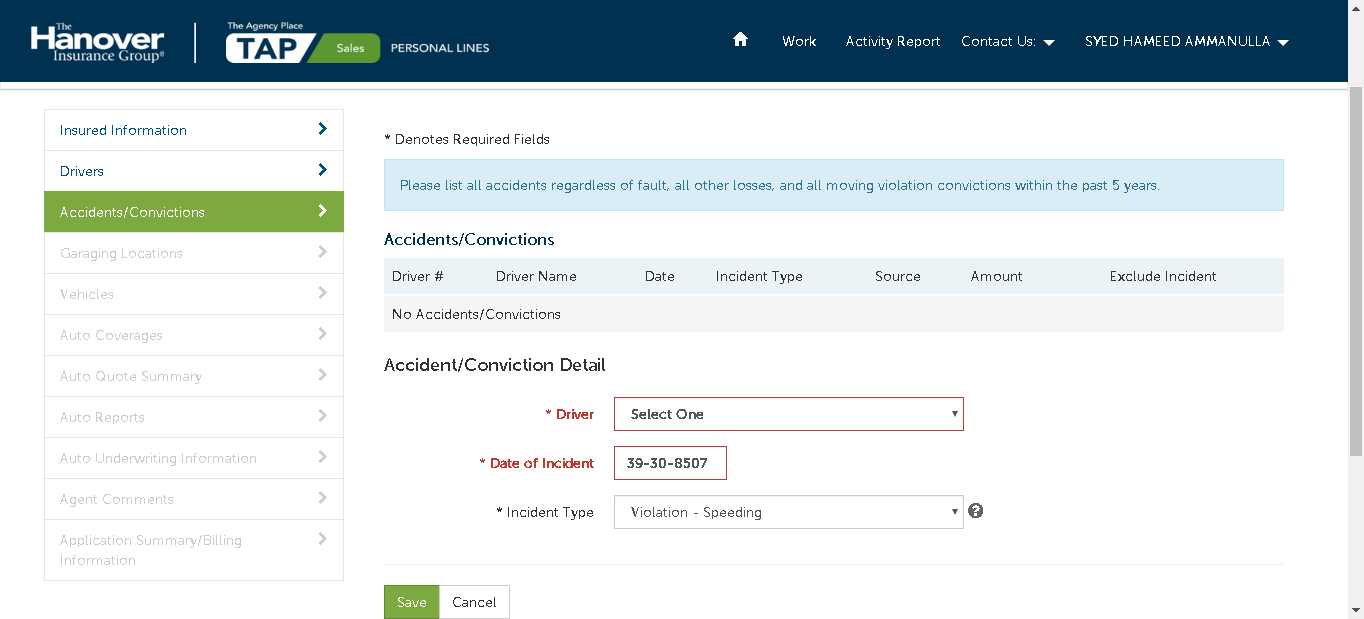 The
Hanover
Insurance Group®
The Agency Place
TAP Sales PERSONAL LINES
Work Activity Report Contact Us: SYED HAMEED AMMANULLA
Insured Information
Drivers
Accidents/Convictions
Garaging Locations
Vehicles
Auto Coverages
Auto Quote Summary
Auto Reports
Auto Underwriting Information
Agent Comments
Application Summary/Billing
Information
* Denotes Required Fields
Please list all accidents regardless of fault, all other losses, and all moving violation convictions within the past 5 years.
Accidents/Convictions
Driver # Driver Name Date Incident Type Source Amount Exclude Incident
No Accidents/Convictions
Accident/Conviction Detail
* Driver Select One
* Date of Incident 39-30-8507
* Incident Type Violation - Speeding ?
Save Cancel